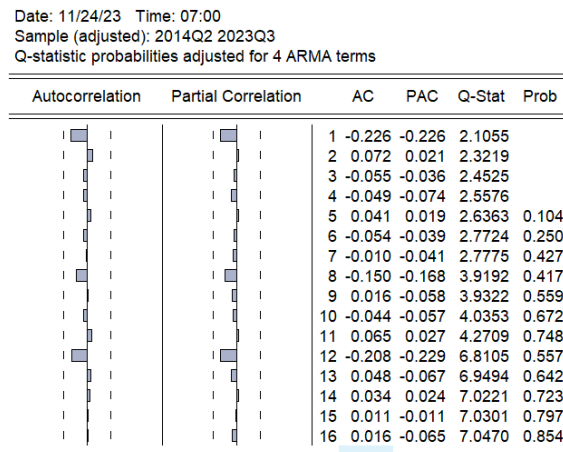 Date: 11/24/23 Time: 07:00
Sample (adjusted): 2014Q2 2023Q3
Q-statistic probabilities adjusted for 4 ARMA terms
Autocorrelation Partial Correlation AC PAC Q-Stat Prob
1 -0.226 -0.226 2.1055
2 0.072 0.021 2.3219
3 -0.055 -0.036 2.4525
4 -0.049 -0.074 2.5576
5 0.041 0.019 2.6363 0.104
6 -0.054 -0.039 2.7724 0.250
7 -0.010 -0.041 2.7775 0.427
8 -0.150 -0.168 3.9192 0.417
9 0.016 -0.058 3.9322 0.559
10 -0.044 -0.057 4.0353 0.672
11 0.065 0.027 4.2709 0.748
12 -0.208 -0.229 6.8105 0.557
13 0.048 -0.067 6.9494 0.642
14 0.034 0.024 7.0221 0.723
15 0.011 -0.011 7.0301 0.797
16 0.016 -0.065 7.0470 0.854